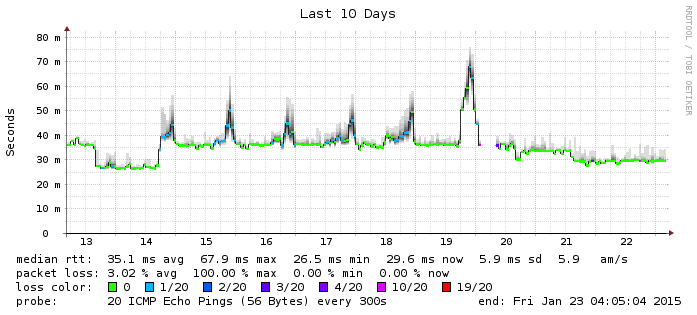 Last 10 Days
RRDTOOL / TOBI OETIKER
Seconds
80 m
70 m
60 m
50 m
40 m
30 m
20 m
10 m
0
13 14 15 16 17 18 19 20 21 22
median rtt: 35.1 ms avg 67.9 ms max 26.5 ms min 29.6 ms now 5.9 ms sd 5.9 am/s
packet loss: 3.02 % avg 100.00 % max 0.00 % min 0.00 % now
loss color: 0 1/20 2/20 3/20 4/20 10/20 19/20
probe: 20 ICMP Echo Pings (56 Bytes) every 300s end: Fri Jan 23 04:05:04 2015